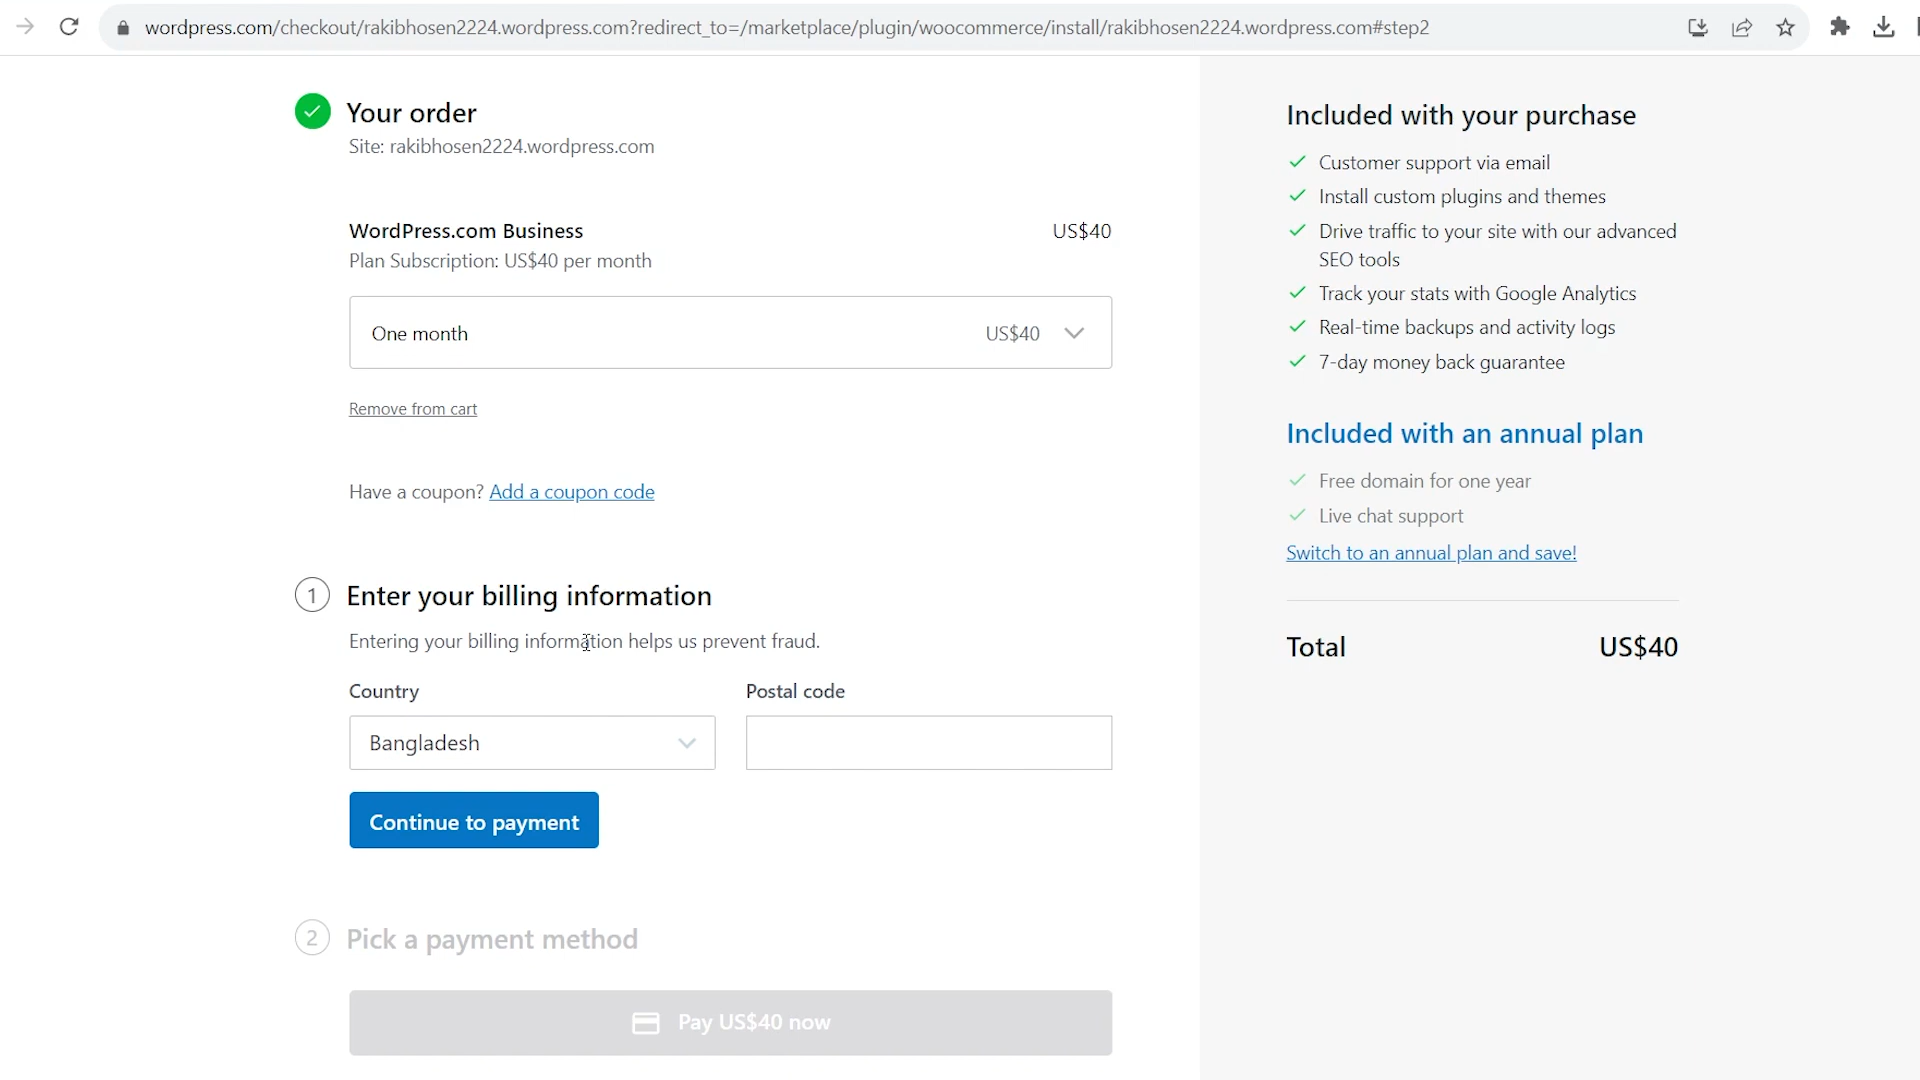 wordpress.com/checkout/rakibhosen2224.wordpress.com?redirect_to=/marketplace/plugin/woocommerce/install/rakibhosen2224.wordpress.com#step2
Your order
Site: rakibhosen2224.wordpress.com
WordPress.com Business US$40
Plan Subscription: US$40 per month
One month US$40
Remove from cart
Have a coupon? Add a coupon code
1 Enter your billing information
Entering your billing information helps us prevent fraud.
Country Postal code
Bangladesh
Continue to payment
2 Pick a payment method
Pay US$40 now
Included with your purchase
Customer support via email
Install custom plugins and themes
Drive traffic to your site with our advanced
SEO tools
Track your stats with Google Analytics
Real-time backups and activity logs
7-day money back guarantee
Included with an annual plan
Free domain for one year
Live chat support
Switch to an annual plan and save!
Total US$40